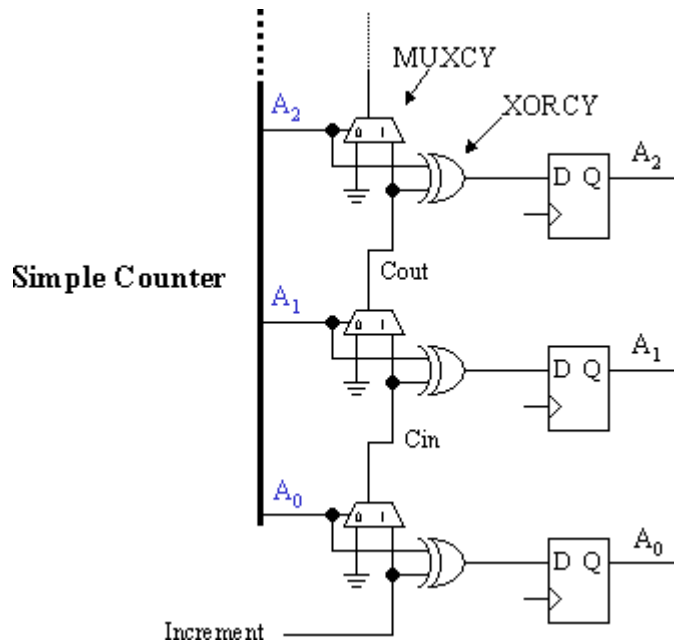 MUXCY
A₂
XORCY
0 1
D Q
A₂
Simple Counter
Cout
A₁
0 1
D Q
A₁
Cin
A₀
0 1
D Q
A₀
Increment